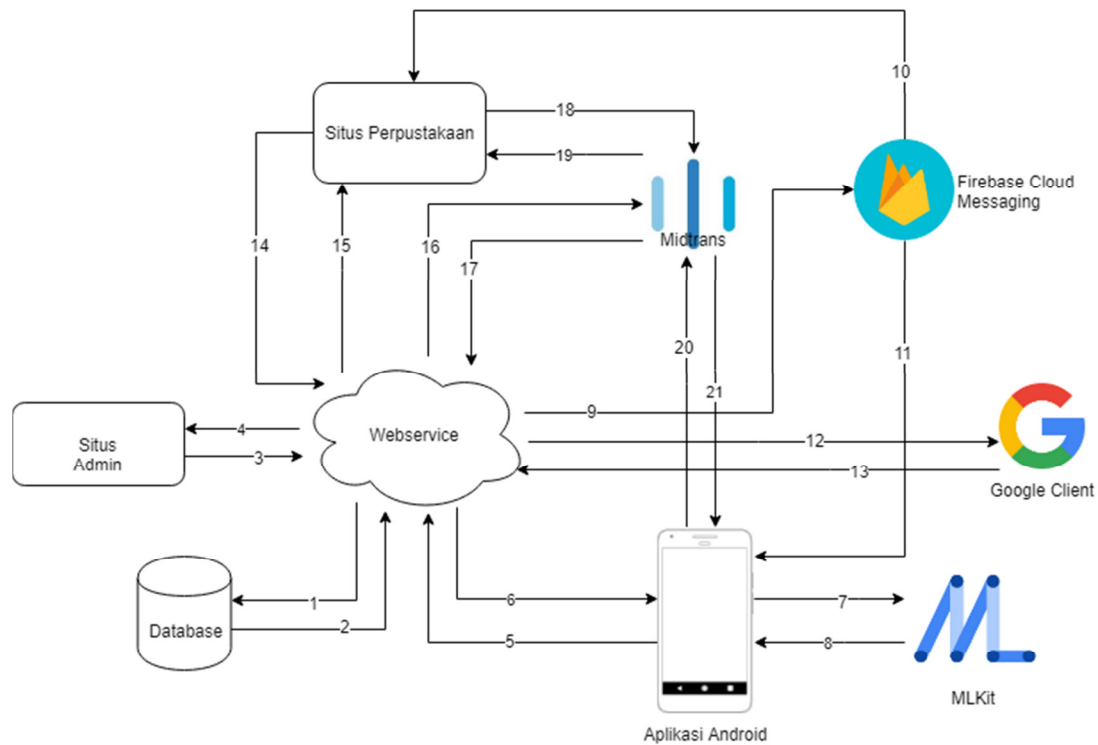 10
Situs Perpustakaan
18
19
Firebase Cloud
Messaging
Midtrans
14
15
16
17
20
11
21
Webservice
9
4
12
Situs
Admin
3
13
Google Client
1
6
7
Database
2
5
8
MLKit
Aplikasi Android